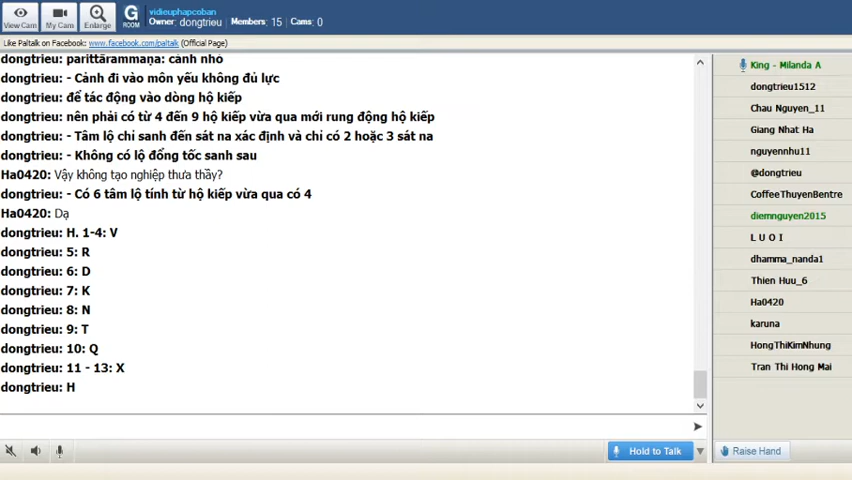 vidieuphapcoban
Owner: dongtrieu Members: 15 Cams: 0
View Cam
My Cam
Enlarge
G
ROOM
Like Paltalk on Facebook: www.facebook.com/paltalk (Official Page)
dongtrieu: parittārammaṇa: cảnh nhỏ
dongtrieu: - Cảnh đi vào môn yếu không đủ lực
dongtrieu: để tác động vào dòng hộ kiếp
dongtrieu: nên phải có từ 4 đến 9 hộ kiếp vừa qua mới rung động hộ kiếp
dongtrieu: - Tâm lộ chỉ sanh đến sát na xác định và chỉ có 2 hoặc 3 sát na
dongtrieu: - Không có lộ đổng tốc sanh sau
Ha0420: Vậy không tạo nghiệp thưa thầy?
dongtrieu: - Có 6 tâm lộ tính từ hộ kiếp vừa qua có 4
Ha0420: Dạ
dongtrieu: H. 1-4: V
dongtrieu: 5: R
dongtrieu: 6: D
dongtrieu: 7: K
dongtrieu: 8: N
dongtrieu: 9: T
dongtrieu: 10: Q
dongtrieu: 11 - 13: X
dongtrieu: H
King - Milanda A
dongtrieu1512
Chau Nguyen_11
Giang Nhat Ha
nguyennhu11
@dongtrieu
CoffeeThuyenBentre
diemnguyen2015
L U O I
dhamma_nanda1
Thien Huu_6
Ha0420
karuna
HongThiKimNhung
Tran Thi Hong Mai
Hold to Talk
Raise Hand